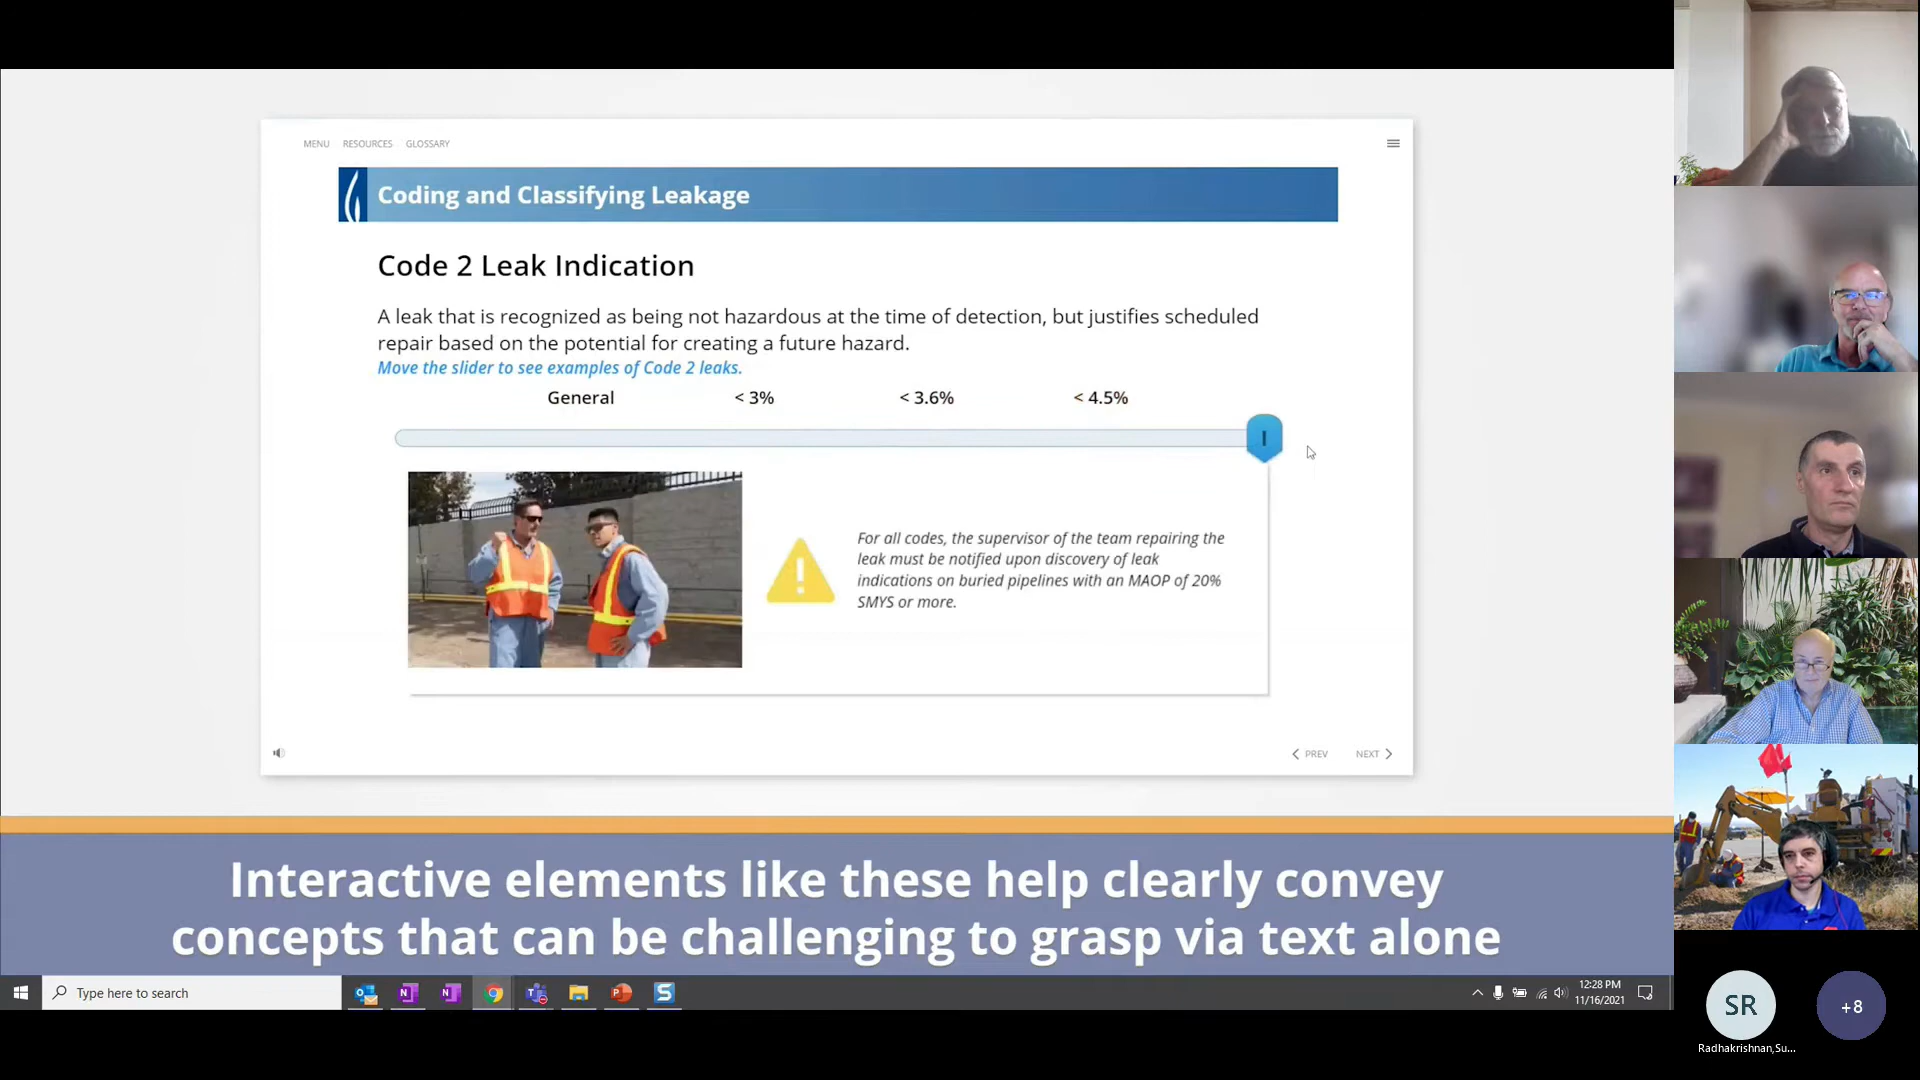 MENU RESOURCES GLOSSARY
Coding and Classifying Leakage
Code 2 Leak Indication
A leak that is recognized as being not hazardous at the time of detection, but justifies scheduled
repair based on the potential for creating a future hazard.
Move the slider to see examples of Code 2 leaks.
General < 3% < 3.6% < 4.5%
For all codes, the supervisor of the team repairing the
leak must be notified upon discovery of leak
indications on buried pipelines with an MAOP of 20%
SMYS or more.
PREV NEXT
Interactive elements like these help clearly convey
concepts that can be challenging to grasp via text alone
Type here to search
12:28 PM
11/16/2021
SR
+8
Radhakrishnan,Su...